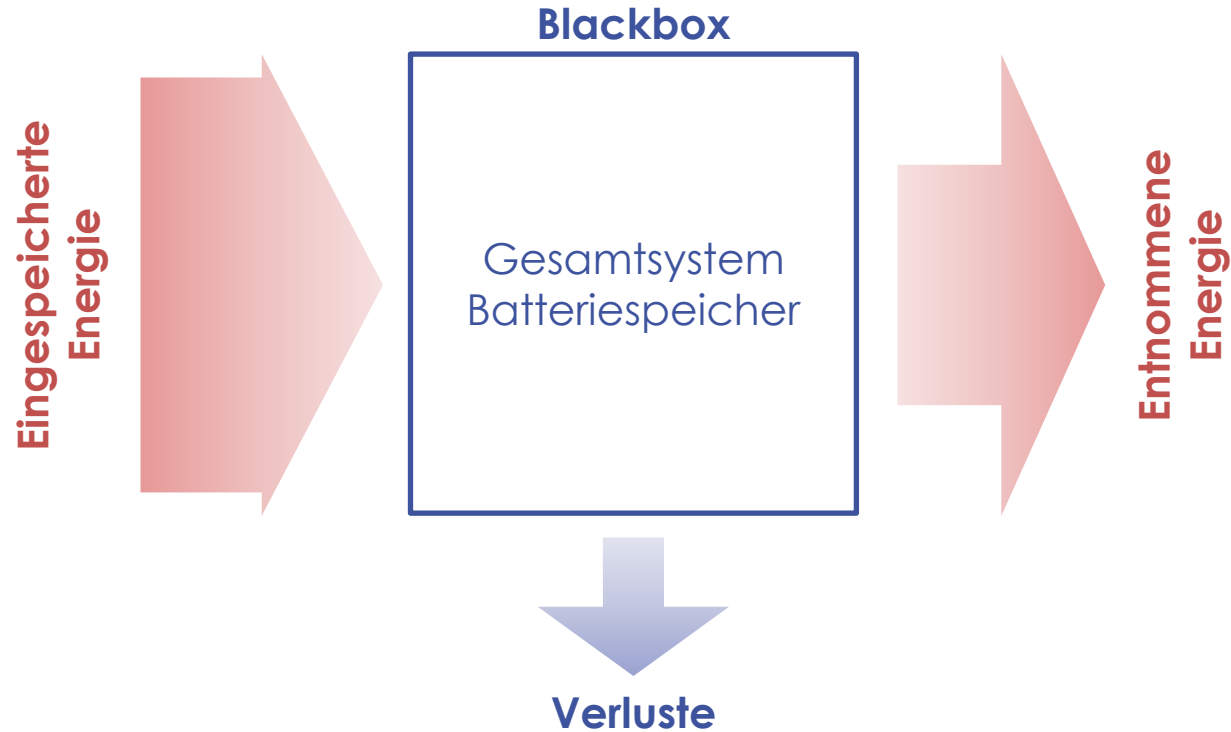 Blackbox
Eingespeicherte
Energie
Gesamtsystem
Batteriespeicher
Entnommene
Energie
Verluste